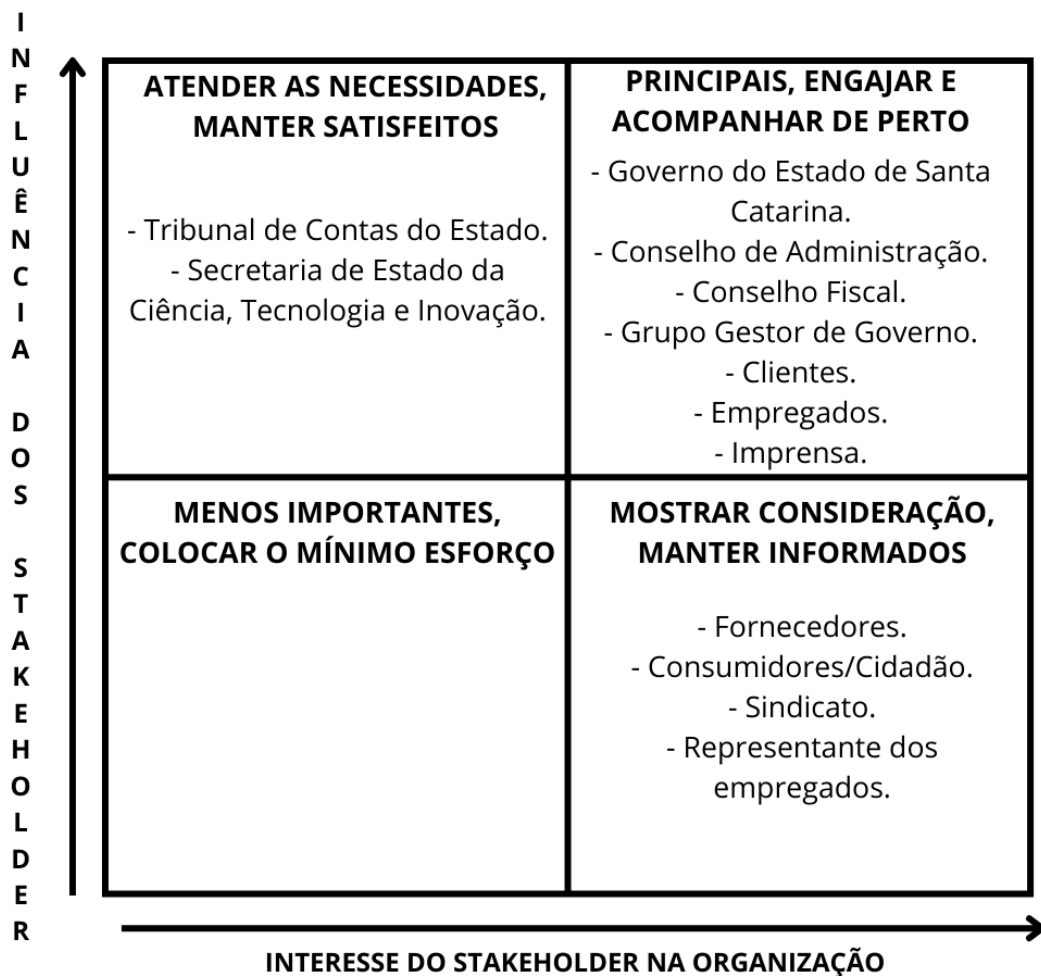 INFLUÊNCIA DOS STAKEHOLDER
ATENDER AS NECESSIDADES,
MANTER SATISFEITOS
- Tribunal de Contas do Estado.
- Secretaria de Estado da
Ciência, Tecnologia e Inovação.
PRINCIPAIS, ENGAJAR E
ACOMPANHAR DE PERTO
- Governo do Estado de Santa
Catarina.
- Conselho de Administração.
- Conselho Fiscal.
- Grupo Gestor de Governo.
- Clientes.
- Empregados.
- Imprensa.
MENOS IMPORTANTES,
COLOCAR O MÍNIMO ESFORÇO
MOSTRAR CONSIDERAÇÃO,
MANTER INFORMADOS
- Fornecedores.
- Consumidores/Cidadão.
- Sindicato.
- Representante dos
empregados.
INTERESSE DO STAKEHOLDER NA ORGANIZAÇÃO